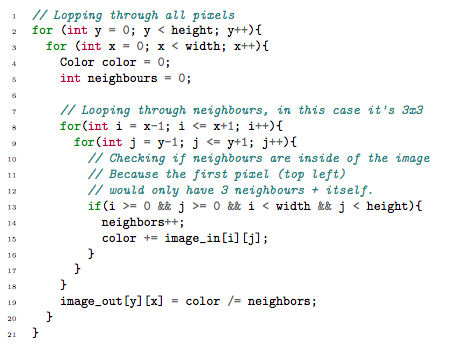 1 // Lopping through all pixels
2 for (int y = 0; y < height; y++){
3 for (int x = 0; x < width; x++){
4 Color color = 0;
5 int neighbours = 0;
6
7 // Looping through neighbours, in this case it's 3x3
8 for(int i = x-1; i <= x+1; i++){
9 for(int j = y-1; j <= y+1; j++){
10 // Checking if neighbours are inside of the image
11 // Because the first pixel (top left)
12 // would only have 3 neighbours + itself.
13 if(i >= 0 && j >= 0 && i < width && j < height){
14 neighbors++;
15 color += image_in[i][j];
16 }
17 }
18 }
19 image_out[y][x] = color /= neighbors;
20 }
21 }